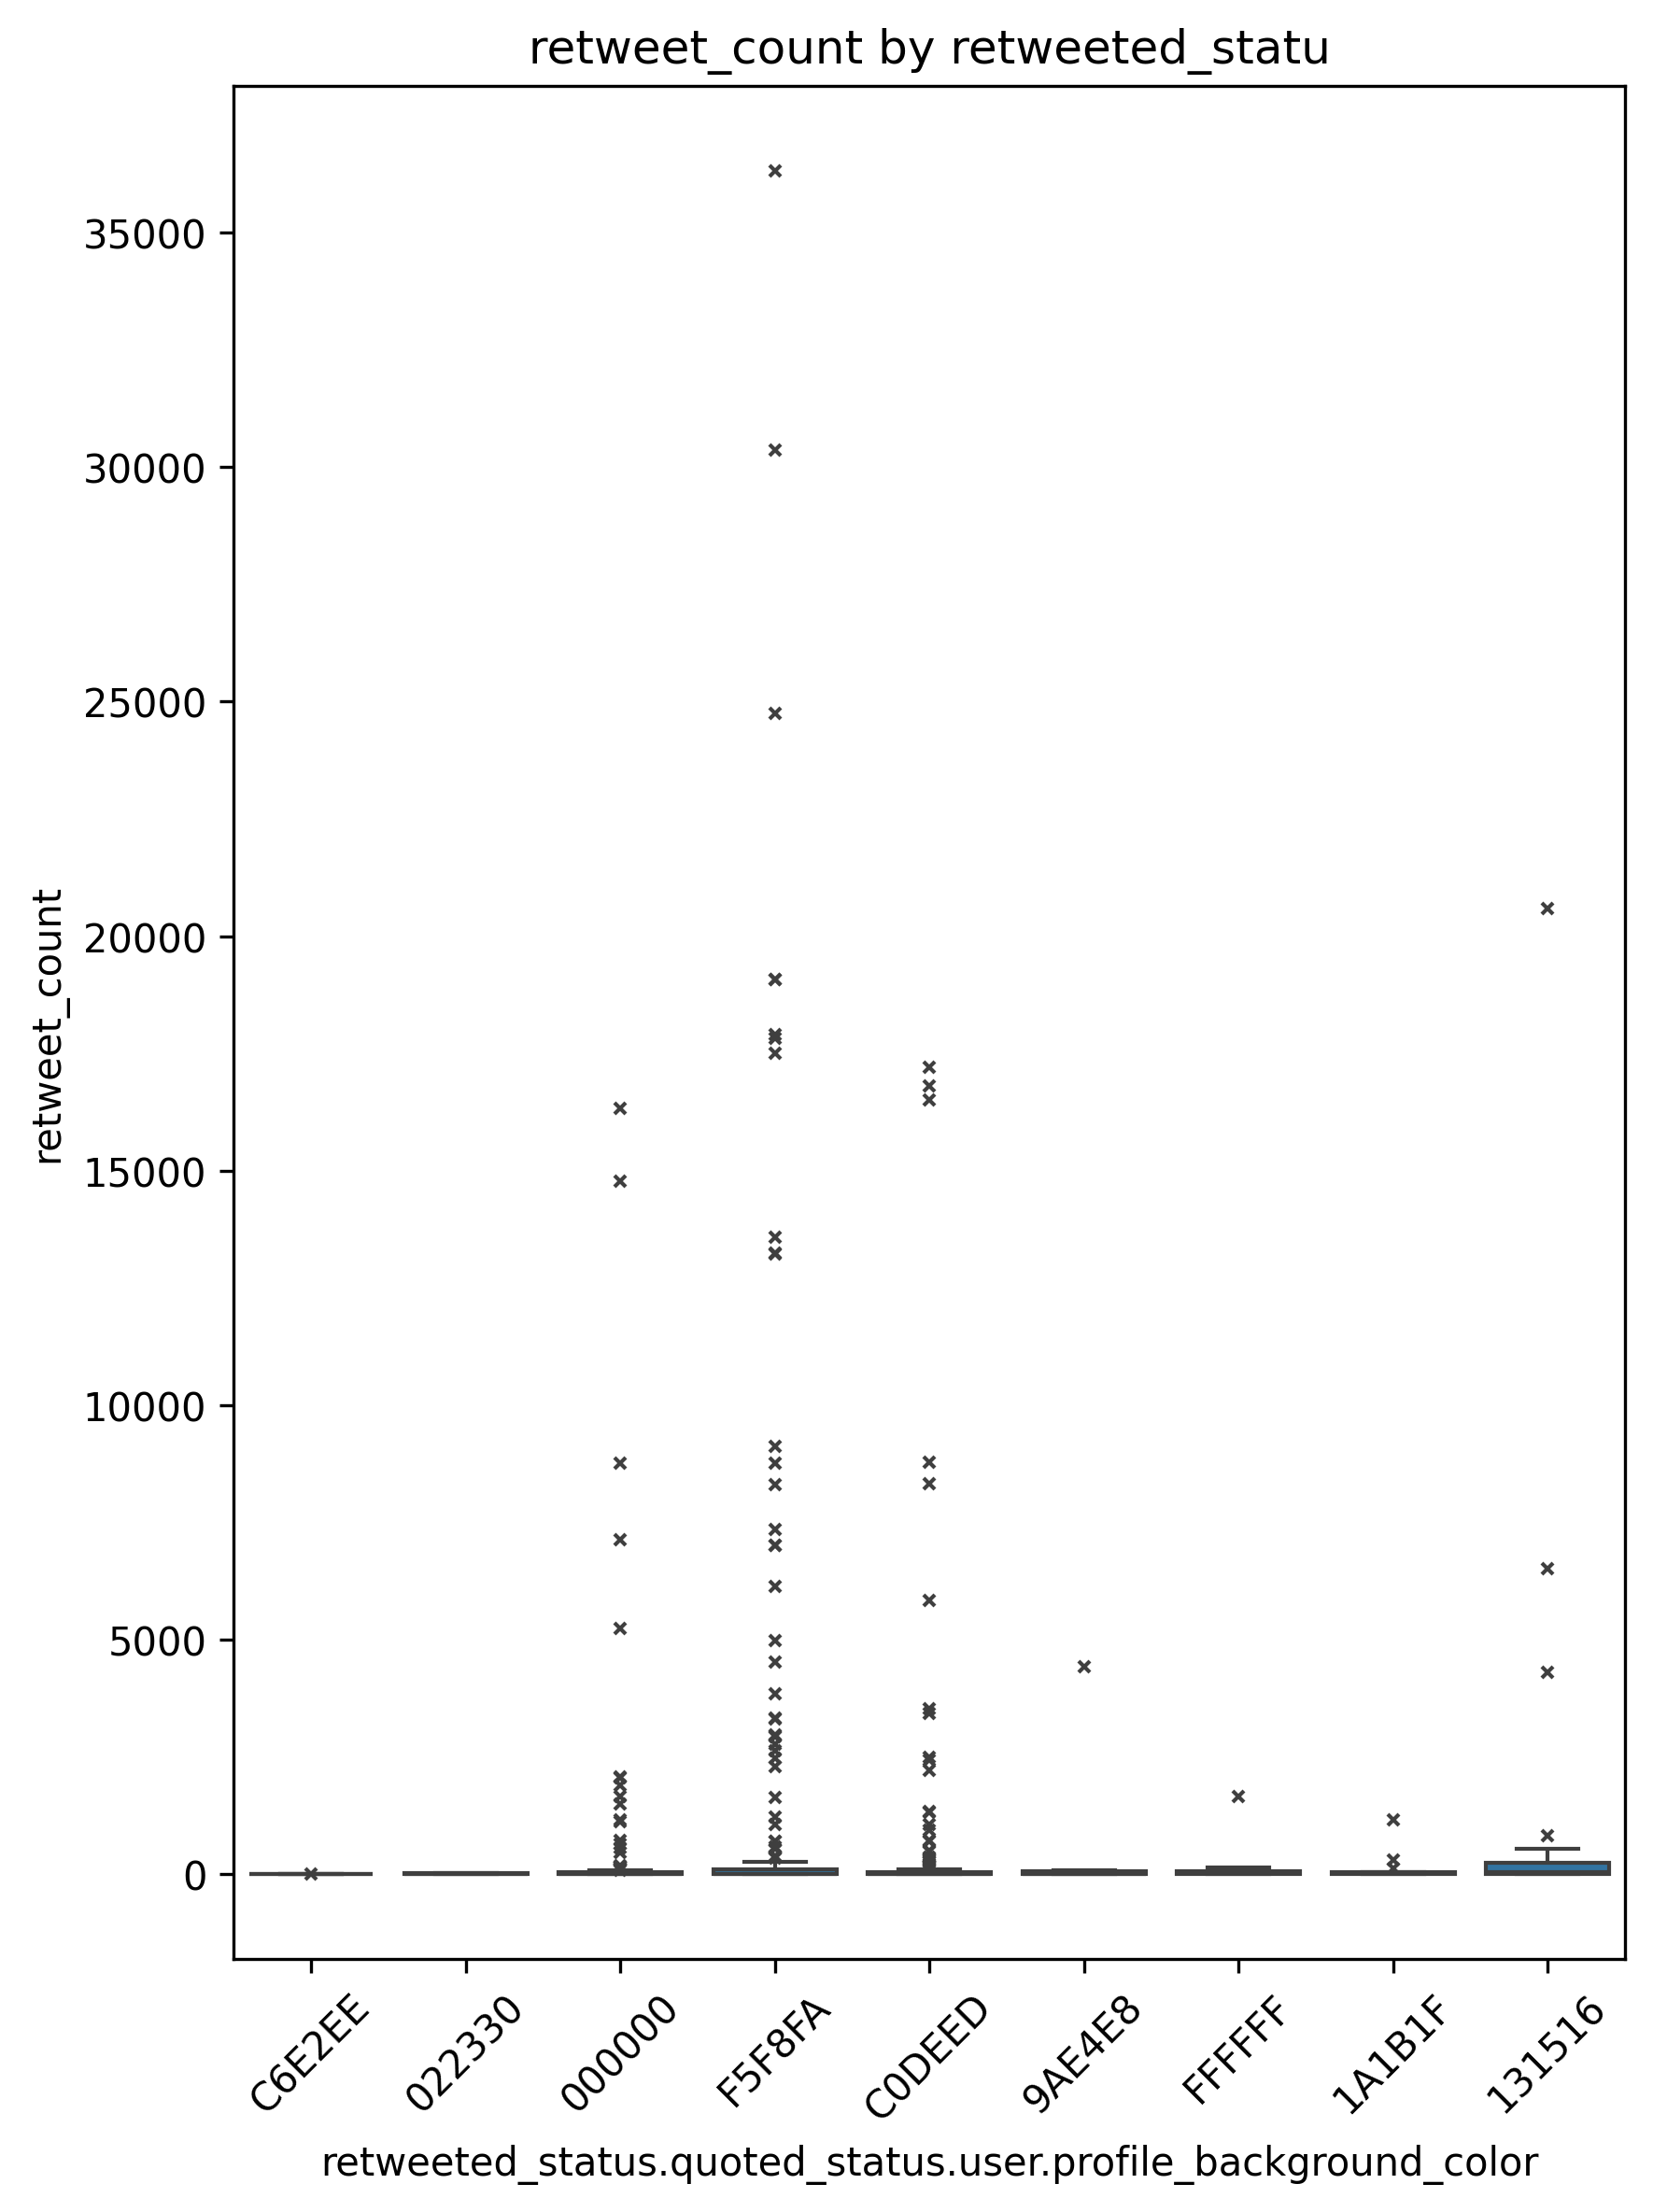 retweet_count by retweeted_statu
35000
30000
25000
20000
15000
10000
5000
0
retweet_count
C6E2EE
022330
000000
F5F8FA
C0DEED
9AE4E8
FFFFFF
1A1B1F
131516
retweeted_status.quoted_status.user.profile_background_color